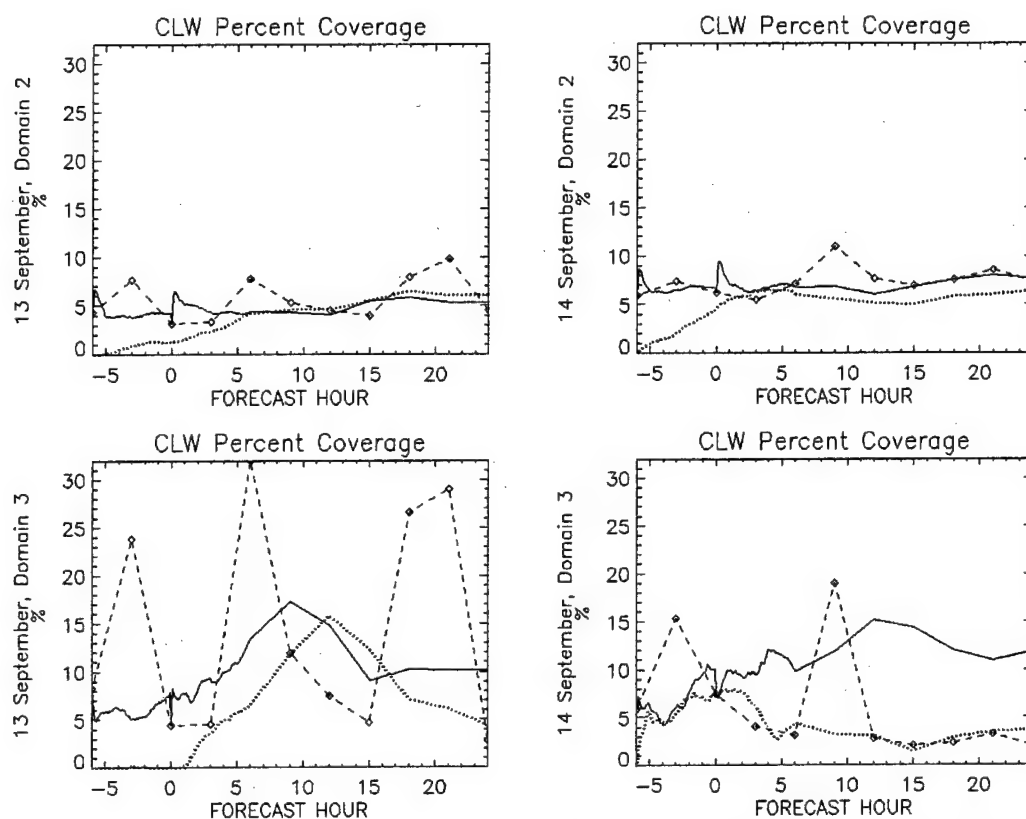 CLW Percent Coverage
13 September, Domain 2
%
30
25
20
15
10
5
0
-5 0 5 10 15 20
FORECAST HOUR
CLW Percent Coverage
14 September, Domain 2
%
30
25
20
15
10
5
0
-5 0 5 10 15 20
FORECAST HOUR
CLW Percent Coverage
13 September, Domain 3
%
30
25
20
15
10
5
0
-5 0 5 10 15 20
FORECAST HOUR
CLW Percent Coverage
14 September, Domain 3
%
30
25
20
15
10
5
0
-5 0 5 10 15 20
FORECAST HOUR